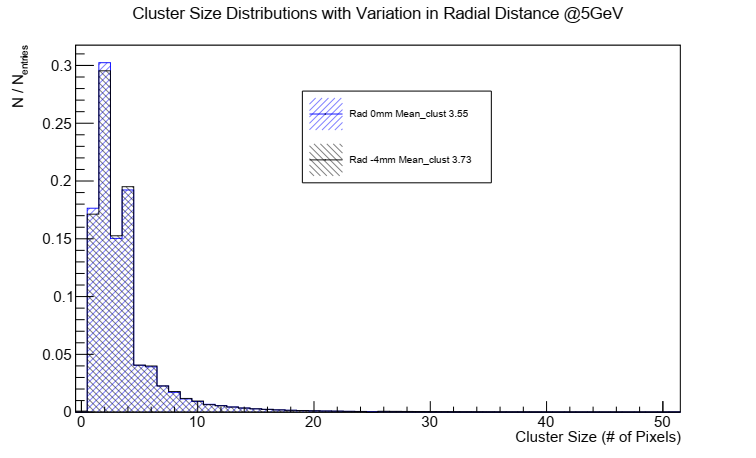 Cluster Size Distributions with Variation in Radial Distance @5GeV
N / Nentries
0.3
0.25
0.2
0.15
0.1
0.05
0
Rad 0mm Mean_clust 3.55
Rad -4mm Mean_clust 3.73
0 10 20 30 40 50
Cluster Size (# of Pixels)